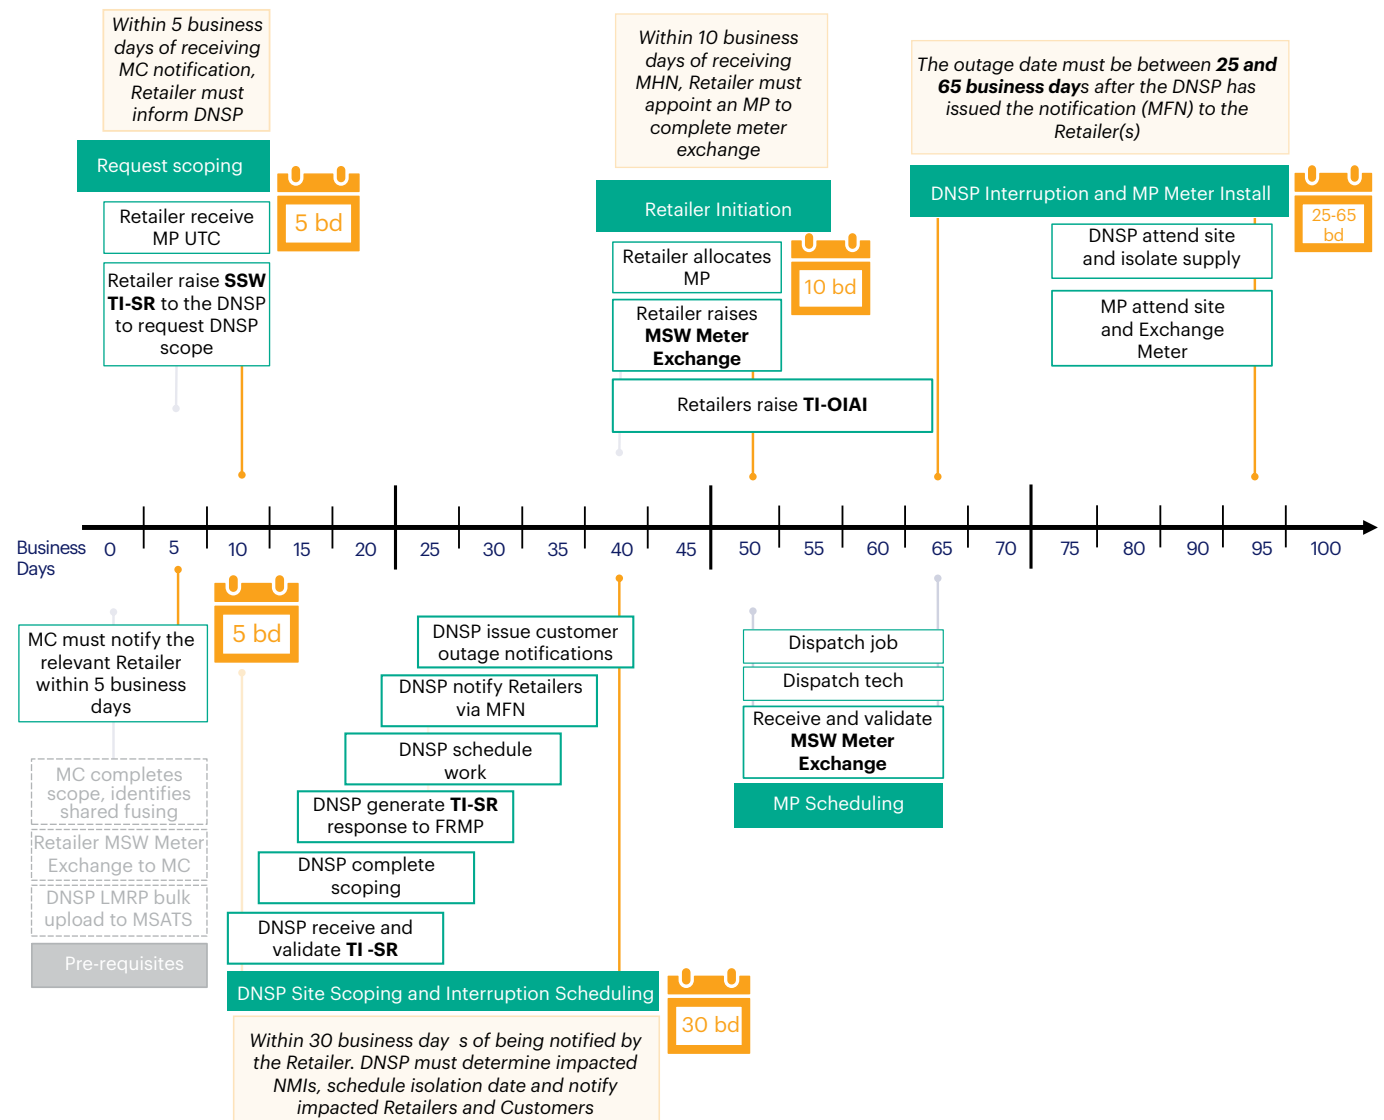 Within 5 business
days of receiving
MC notification,
Retailer must
inform DNSP
Request scoping
5 bd
Retailer receive
MP UTC
Retailer raise SSW
TI-SR to the DNSP
to request DNSP
scope
Within 10 business
days of receiving
MHN, Retailer must
appoint an MP to
complete meter
exchange
Retailer Initiation
10 bd
Retailer allocates
MP
Retailer raises
MSW Meter
Exchange
Retailers raise TI-OIAI
The outage date must be between 25 and
65 business days after the DNSP has
issued the notification (MFN) to the
Retailer(s)
DNSP Interruption and MP Meter Install
25-65
bd
DNSP attend site
and isolate supply
MP attend site
and Exchange
Meter
Business
Days
0 5 10 15 20 25 30 35 40 45 50 55 60 65 70 75 80 90 95 100
MC must notify the
relevant Retailer
within 5 business
days
5 bd
MC completes
scope, identifies
shared fusing
Retailer MSW Meter
Exchange to MC
DNSP LMRP bulk
upload to MSATS
Pre-requisites
DNSP issue customer
outage notifications
DNSP notify Retailers
via MFN
DNSP schedule
work
DNSP generate TI-SR
response to FRMP
DNSP complete
scoping
DNSP receive and
validate TI -SR
DNSP Site Scoping and Interruption Scheduling
30 bd
Within 30 business day s of being notified by
the Retailer. DNSP must determine impacted
NMIs, schedule isolation date and notify
impacted Retailers and Customers
Dispatch job
Dispatch tech
Receive and validate
MSW Meter
Exchange
MP Scheduling